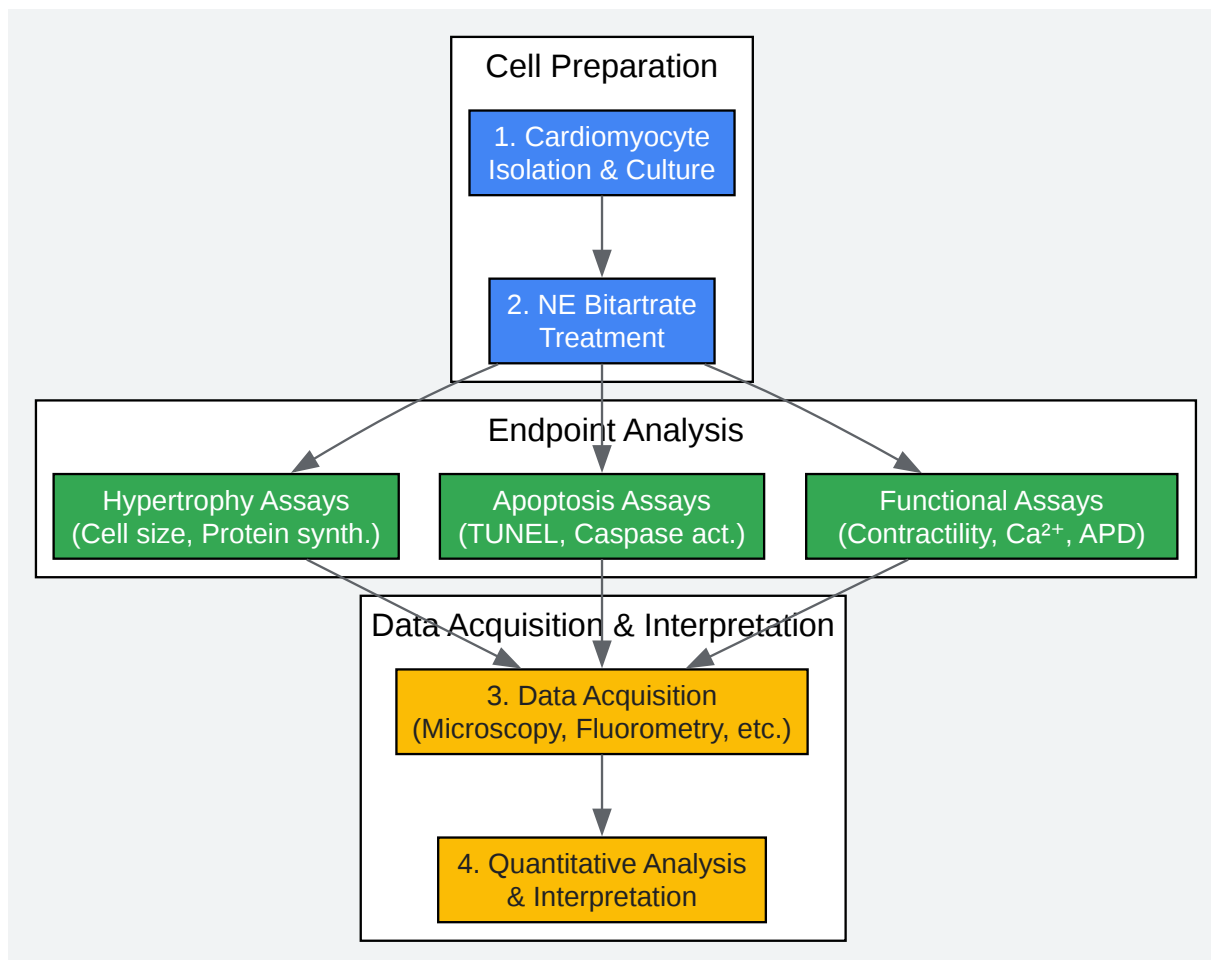 Cell Preparation
1. Cardiomyocyte
Isolation & Culture
2. NE Bitartrate
Treatment
Endpoint Analysis
Hypertrophy Assays
(Cell size, Protein synth.)
Apoptosis Assays
(TUNEL, Caspase act.)
Functional Assays
(Contractility, Ca²⁺, APD)
Data Acquisition & Interpretation
3. Data Acquisition
(Microscopy, Fluorometry, etc.)
4. Quantitative Analysis
& Interpretation